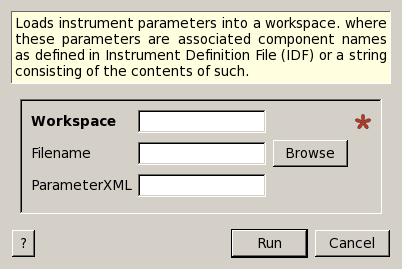 Loads instrument parameters into a workspace. where
these parameters are associated component names
as defined in Instrument Definition File (IDF) or a string
consisting of the contents of such.
Workspace
*
Filename
Browse
ParameterXML
?
Run
Cancel